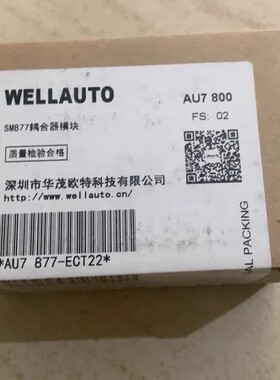 WELLAUTO
AU7 800
SM877耦合器模块
FS: 02
质量检验合格
深圳市华茂欧特科技有限公司
http://www.wellauto.cn/
*AU7 877-ECT22*
AL PACKING